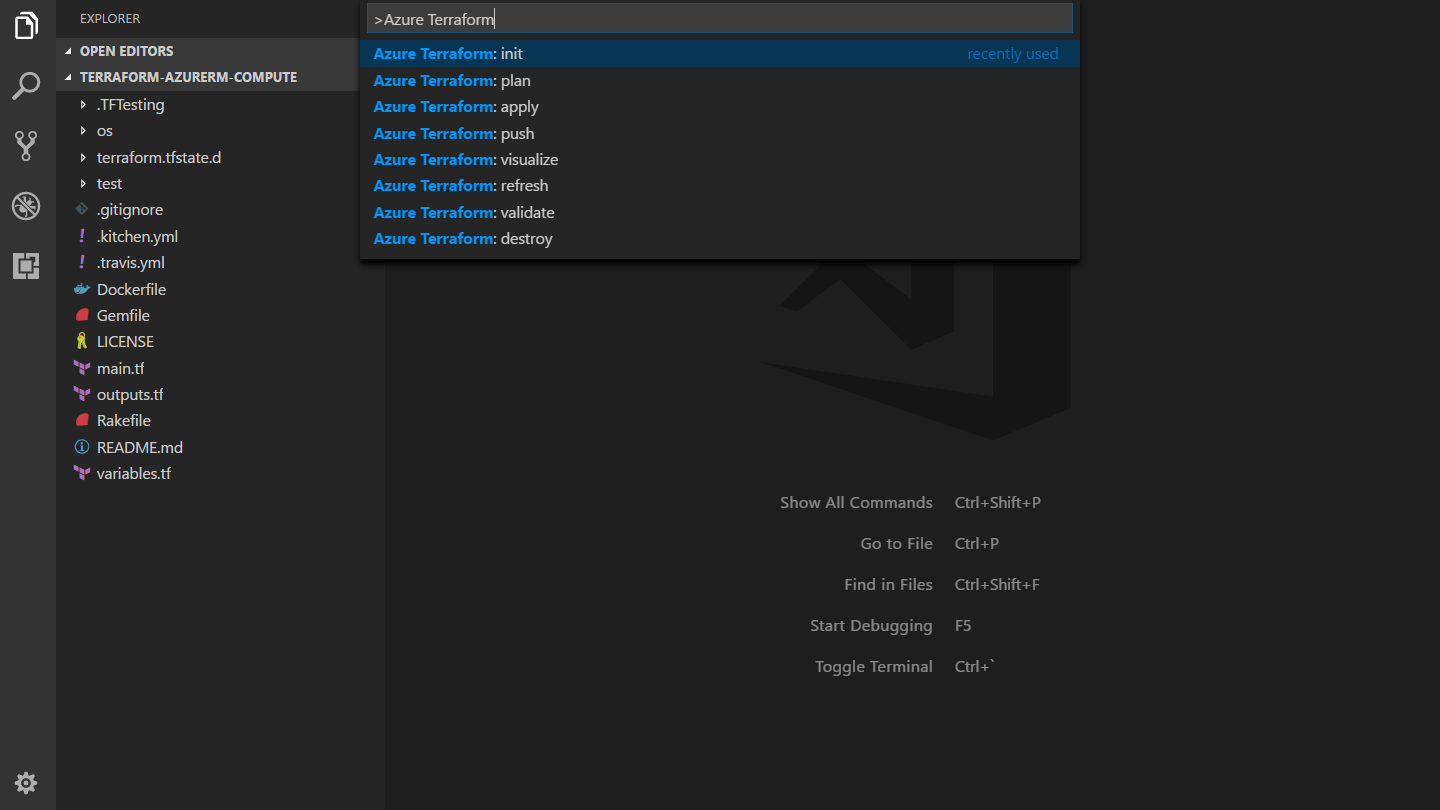 EXPLORER
OPEN EDITORS
TERRAFORM-AZURERM-COMPUTE
.TFTesting
os
terraform.tfstate.d
test
.gitignore
.kitchen.yml
.travis.yml
Dockerfile
Gemfile
LICENSE
main.tf
outputs.tf
Rakefile
README.md
variables.tf
>Azure Terraform
Azure Terraform: init recently used
Azure Terraform: plan
Azure Terraform: apply
Azure Terraform: push
Azure Terraform: visualize
Azure Terraform: refresh
Azure Terraform: validate
Azure Terraform: destroy
Show All Commands Ctrl+Shift+P
Go to File Ctrl+P
Find in Files Ctrl+Shift+F
Start Debugging F5
Toggle Terminal Ctrl+`